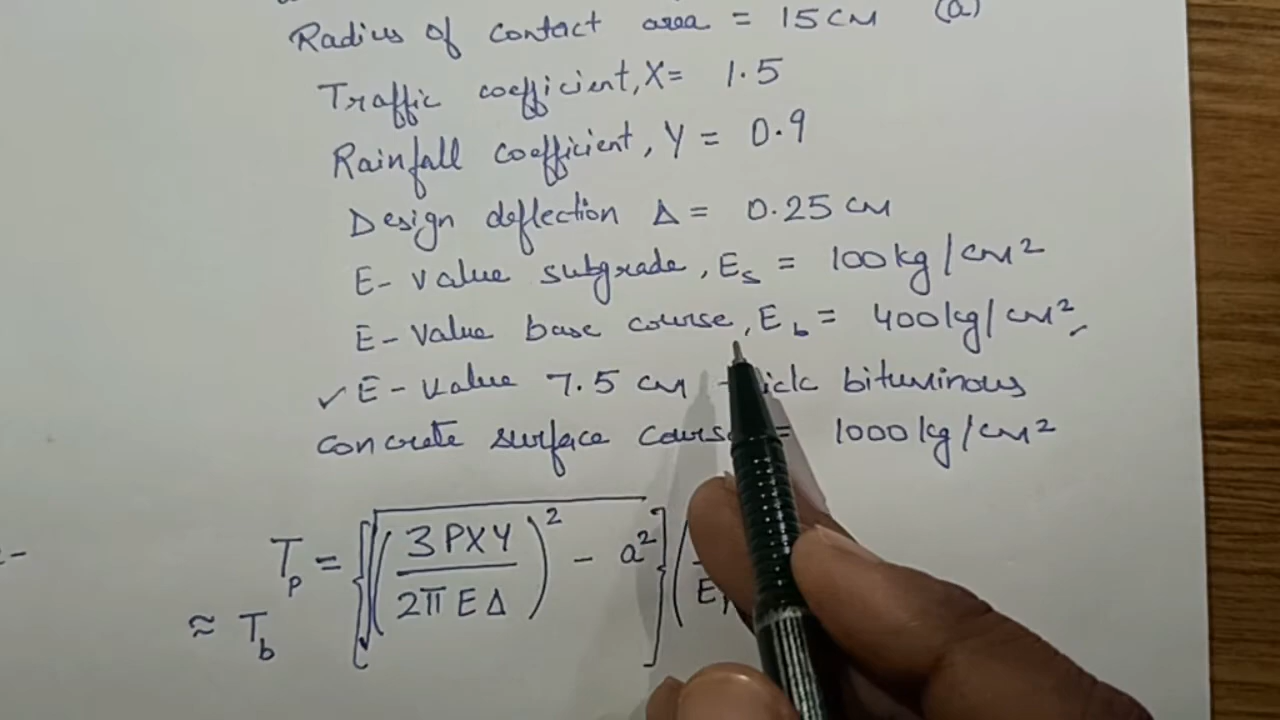 Radius of contact area = 15 cm (a)
Traffic coefficient, X = 1.5
Rainfall coefficient, Y = 0.9
Design deflection Δ = 0.25 cm
E- value subgrade, Es = 100 kg/cm²
E- Value base course, Eb = 400 kg/cm²
✓ E- value 7.5 cm bituminous
concrete surface = 1000 kg/cm²
Tp = {√((3PXY / 2πEΔ)² - a²)} (
≈ Tb